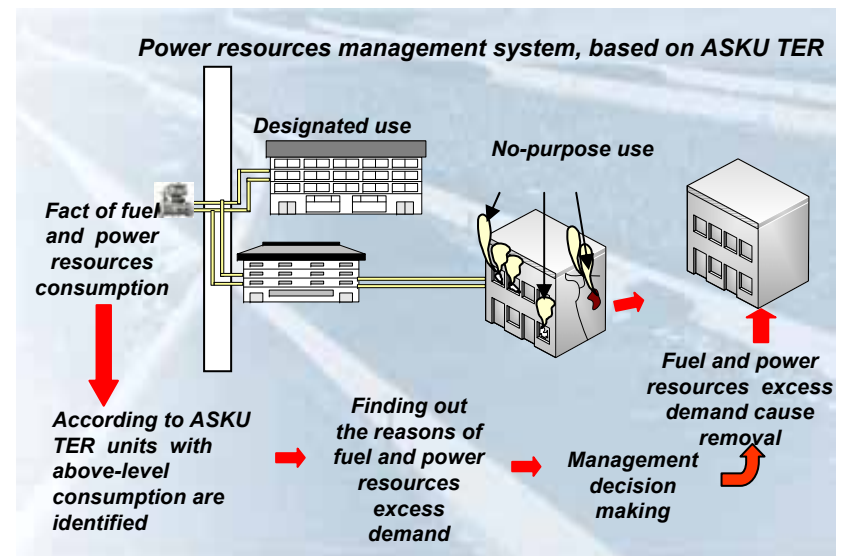 Power resources management system, based on ASKU TER
Designated use
No-purpose use
Fact of fuel
and power
resources
consumption
According to ASKU
TER units with
above-level
consumption are
identified
Finding out
the reasons of
fuel and power
resources
excess
demand
Management
decision
making
Fuel and power
resources excess
demand cause
removal